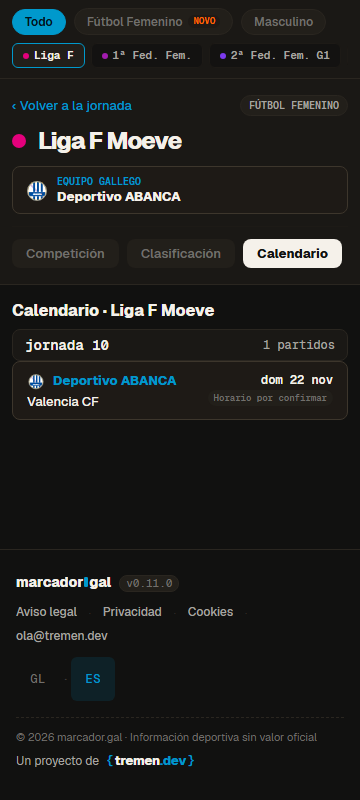 Todo Fútbol Femenino NOVO Masculino
Liga F 1ª Fed. Fem. 2ª Fed. Fem. G1
‹ Volver a la jornada FÚTBOL FEMENINO
Liga F Moeve
EQUIPO GALLEGO
Deportivo ABANCA
Competición Clasificación Calendario
Calendario · Liga F Moeve
jornada 10 1 partidos
Deportivo ABANCA dom 22 nov
Valencia CF Horario por confirmar
marcador gal v0.11.0
Aviso legal · Privacidad · Cookies ·
ola@tremen.dev
GL · ES
© 2026 marcador.gal · Información deportiva sin valor oficial
Un proyecto de {tremen.dev}